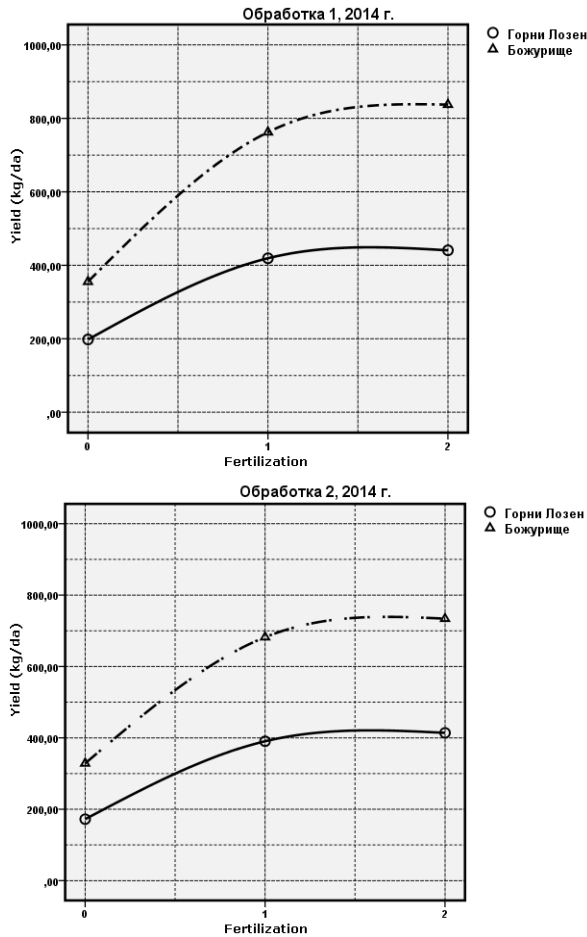 Обработка 1, 2014 г.
Горни Лозен
Божурище
Yield (kg/da)
1000,00
800,00
600,00
400,00
200,00
,00
0 1 2
Fertilization
Обработка 2, 2014 г.
Горни Лозен
Божурище
Yield (kg/da)
1000,00
800,00
600,00
400,00
200,00
,00
0 1 2
Fertilization